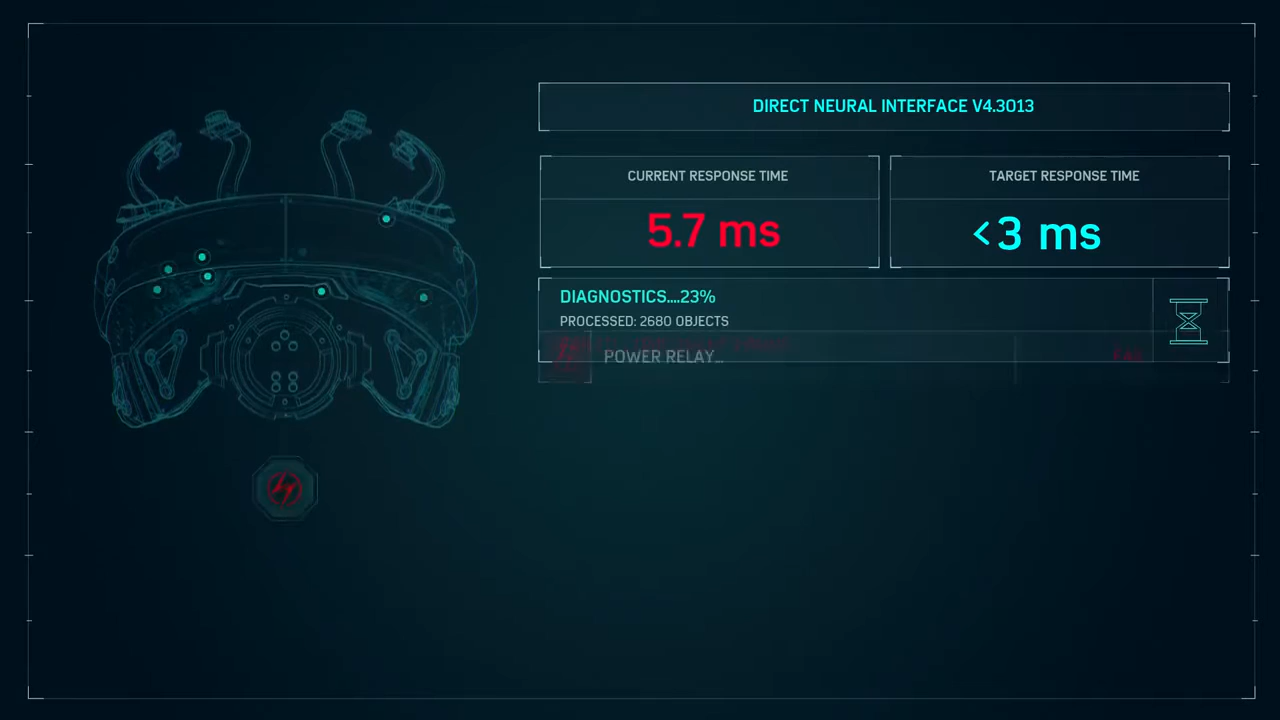 DIRECT NEURAL INTERFACE V4.3013
CURRENT RESPONSE TIME
TARGET RESPONSE TIME
5.7 ms
<3 ms
DIAGNOSTICS....23%
PROCESSED: 2680 OBJECTS
POWER RELAY...